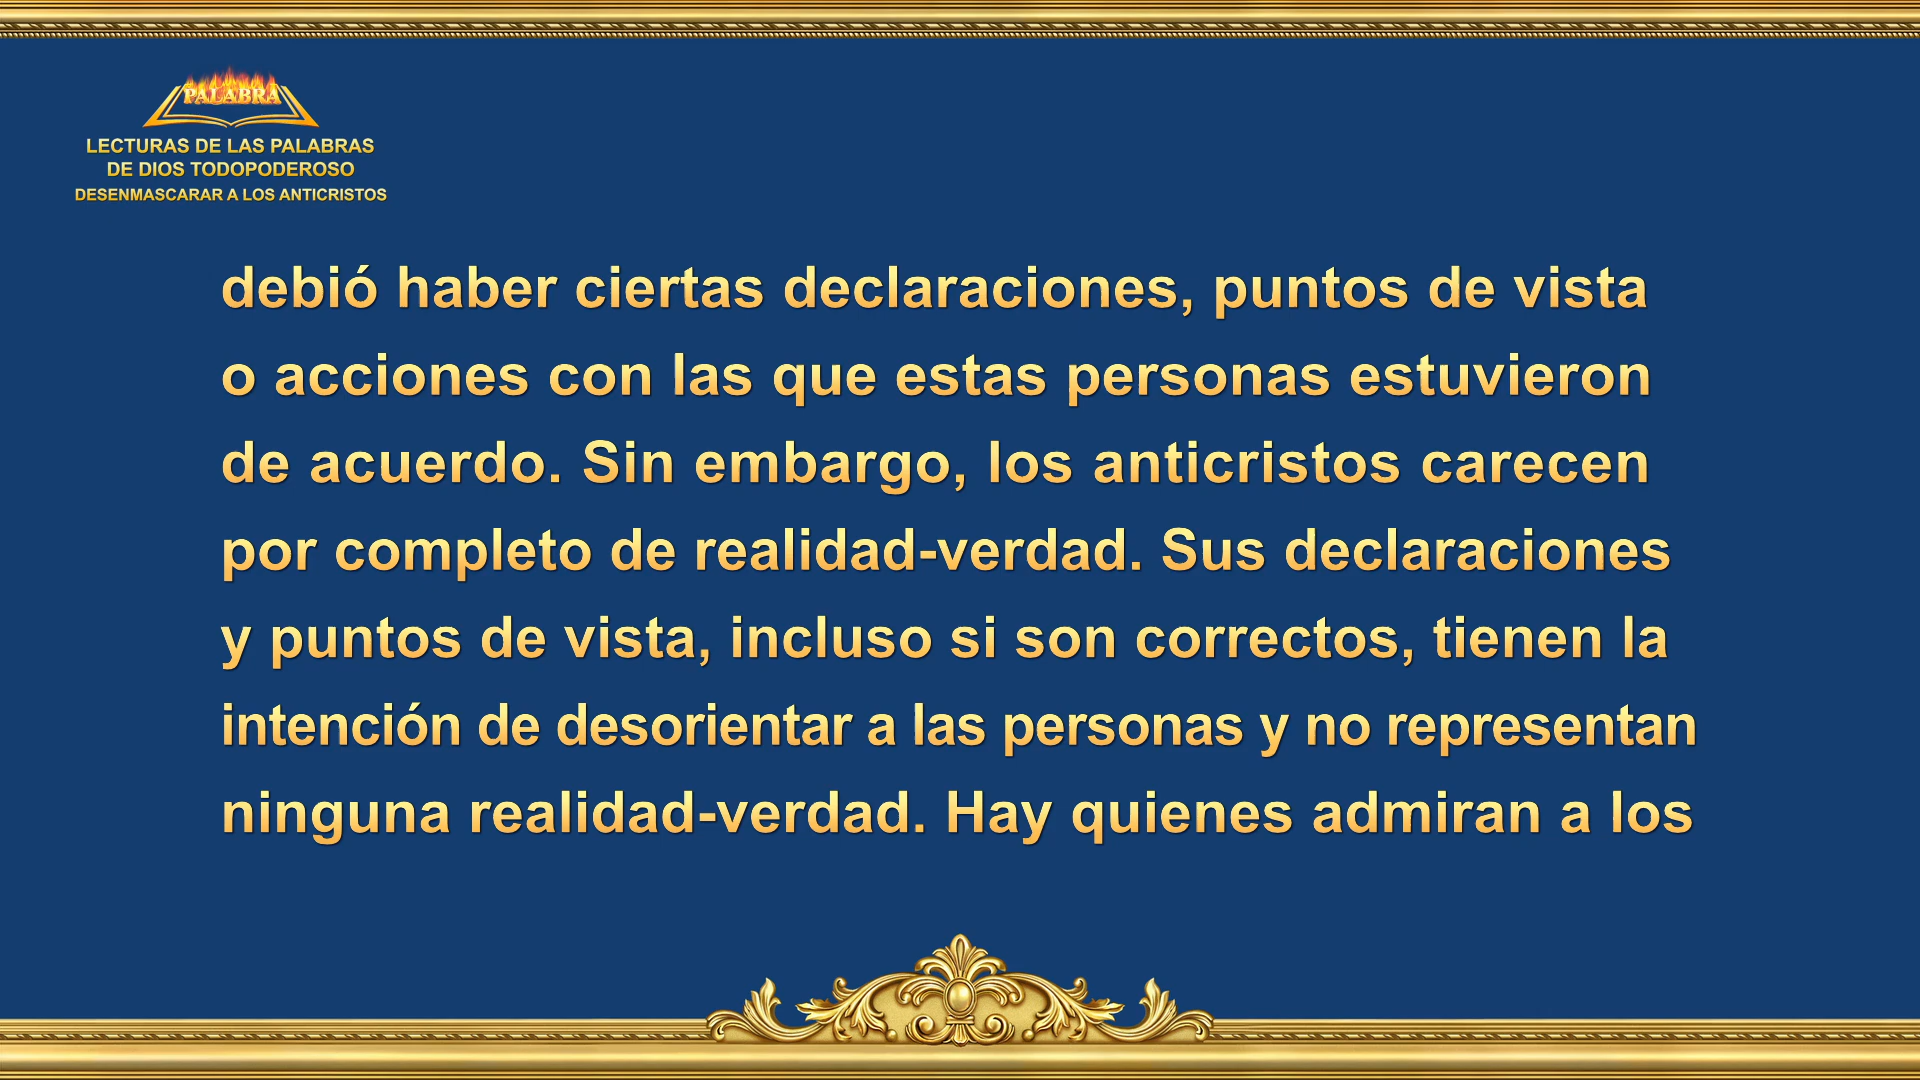 PALABRA
LECTURAS DE LAS PALABRAS
DE DIOS TODOPODEROSO
DESENMASCARAR A LOS ANTICRISTOS
debió haber ciertas declaraciones, puntos de vista
o acciones con las que estas personas estuvieron
de acuerdo. Sin embargo, los anticristos carecen
por completo de realidad-verdad. Sus declaraciones
y puntos de vista, incluso si son correctos, tienen la
intención de desorientar a las personas y no representan
ninguna realidad-verdad. Hay quienes admiran a los